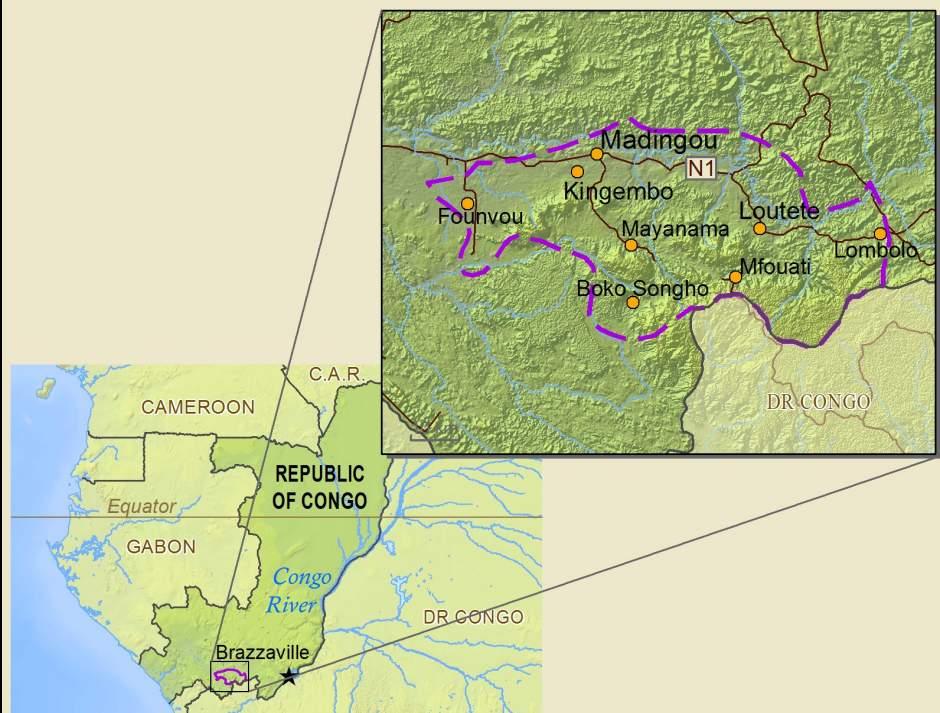 Madingou
N1
Kingembo
Founvou
Loutete
Mayanama
Lombolo
Mfouati
Boko Songho
DR CONGO
C.A.R.
CAMEROON
REPUBLIC
OF CONGO
Equator
GABON
Congo
River
DR CONGO
Brazzaville